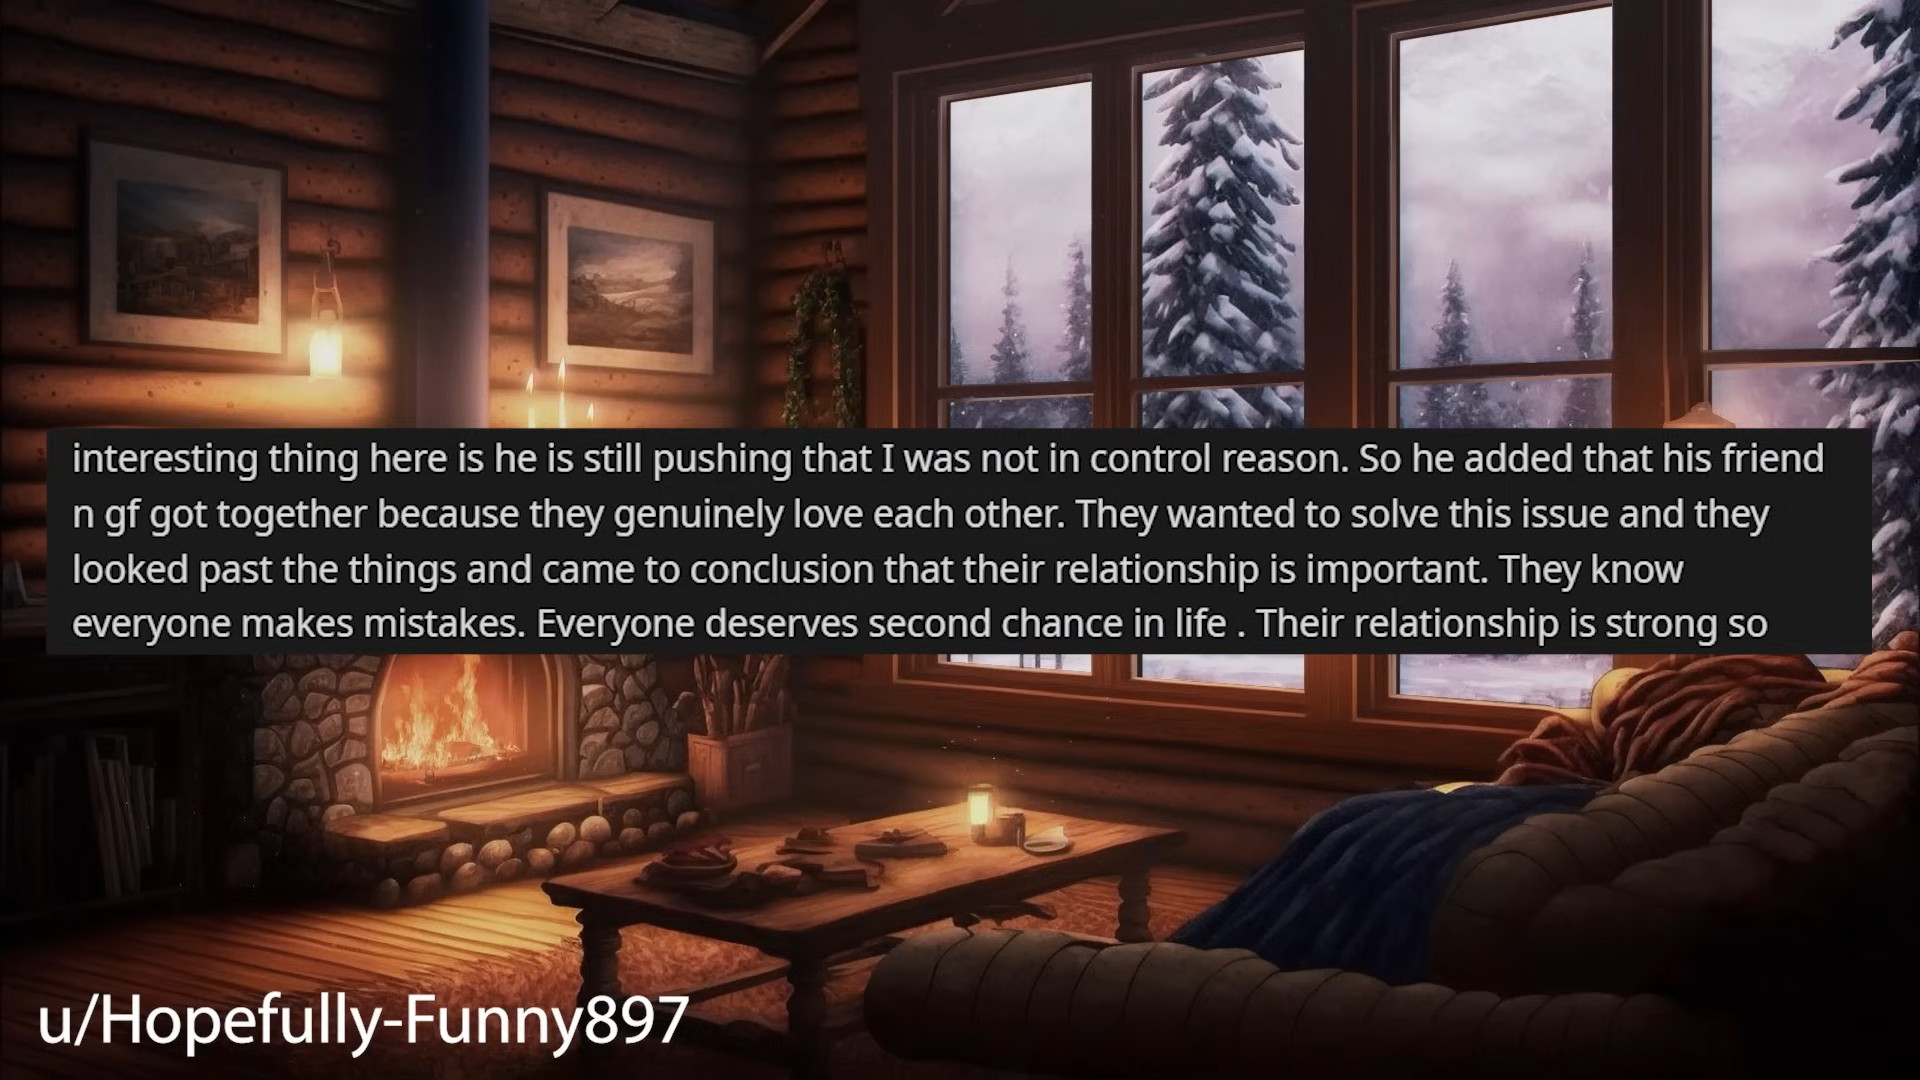 interesting thing here is he is still pushing that I was not in control reason. So he added that his friend
n gf got together because they genuinely love each other. They wanted to solve this issue and they
looked past the things and came to conclusion that their relationship is important. They know
everyone makes mistakes. Everyone deserves second chance in life . Their relationship is strong so
u/Hopefully-Funny897